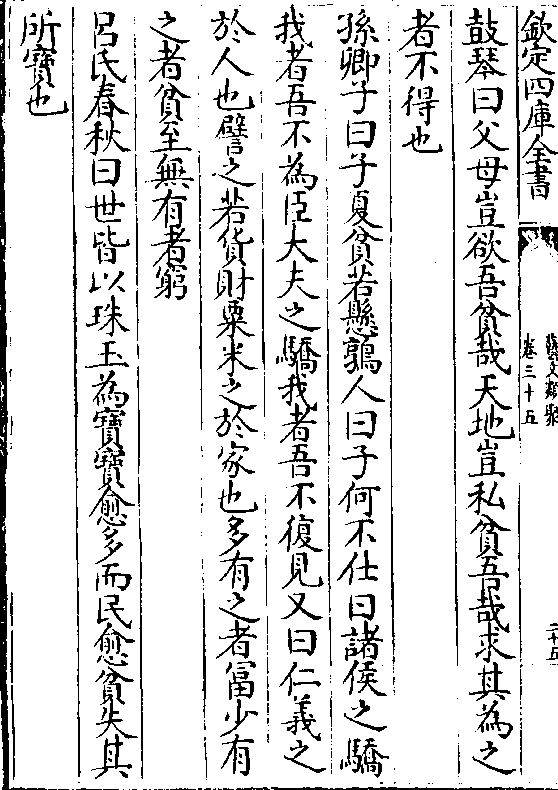 欽定四庫全書
藝文類聚
卷三十五
二十五
鼓琴曰父母豈欲吾貧哉天地豈私貧吾哉求其為之
者不得也
孫卿子曰子夏貧若懸鶉人曰子何不仕曰諸侯之驕
我者吾不為臣大夫之驕我者吾不復見又曰仁義之
於人也譬之若貨財粟米之於家也多有之者富少有
之者貧至無有者窮
呂氏春秋曰世皆以珠玉為寶寶愈多而民愈貧失其
所寶也